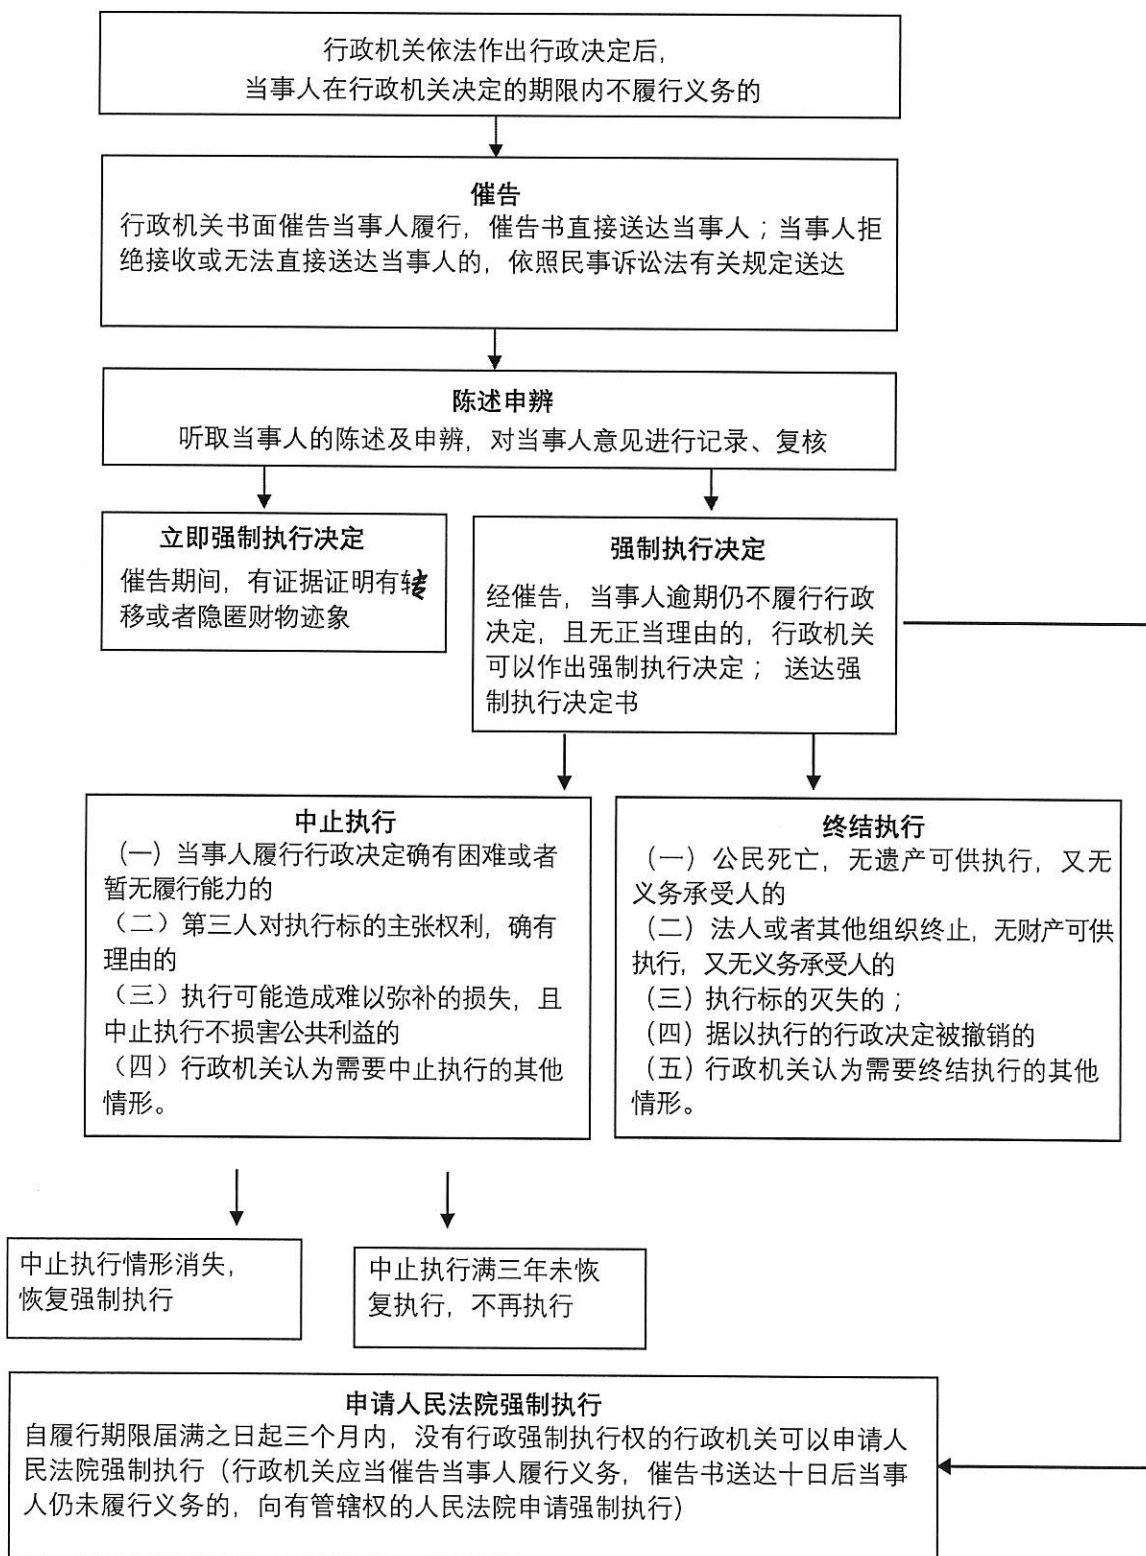 行政机关依法作出行政决定后，
当事人在行政机关决定的期限内不履行义务的
催告
行政机关书面催告当事人履行，催告书直接送达当事人；当事人拒
绝接收或无法直接送达当事人的，依照民事诉讼法有关规定送达
陈述申辨
听取当事人的陈述及申辨，对当事人意见进行记录、复核
立即强制执行决定
催告期间，有证据证明有转
移或者隐匿财物迹象
强制执行决定
经催告，当事人逾期仍不履行行政
决定，且无正当理由的，行政机关
可以作出强制执行决定； 送达强
制执行决定书
中止执行
（一）当事人履行行政决定确有困难或者
暂无履行能力的
（二）第三人对执行标的主张权利，确有
理由的
（三）执行可能造成难以弥补的损失，且
中止执行不损害公共利益的
（四）行政机关认为需要中止执行的其他
情形。
终结执行
（一）公民死亡，无遗产可供执行，又无
义务承受人的
（二）法人或者其他组织终止，无财产可供
执行，又无义务承受人的
（三）执行标的灭失的；
（四）据以执行的行政决定被撤销的
（五）行政机关认为需要终结执行的其他
情形。
中止执行情形消失，
恢复强制执行
中止执行满三年未恢
复执行，不再执行
申请人民法院强制执行
自履行期限届满之日起三个月内，没有行政强制执行权的行政机关可以申请人
民法院强制执行（行政机关应当催告当事人履行义务，催告书送达十日后当事
人仍未履行义务的，向有管辖权的人民法院申请强制执行）